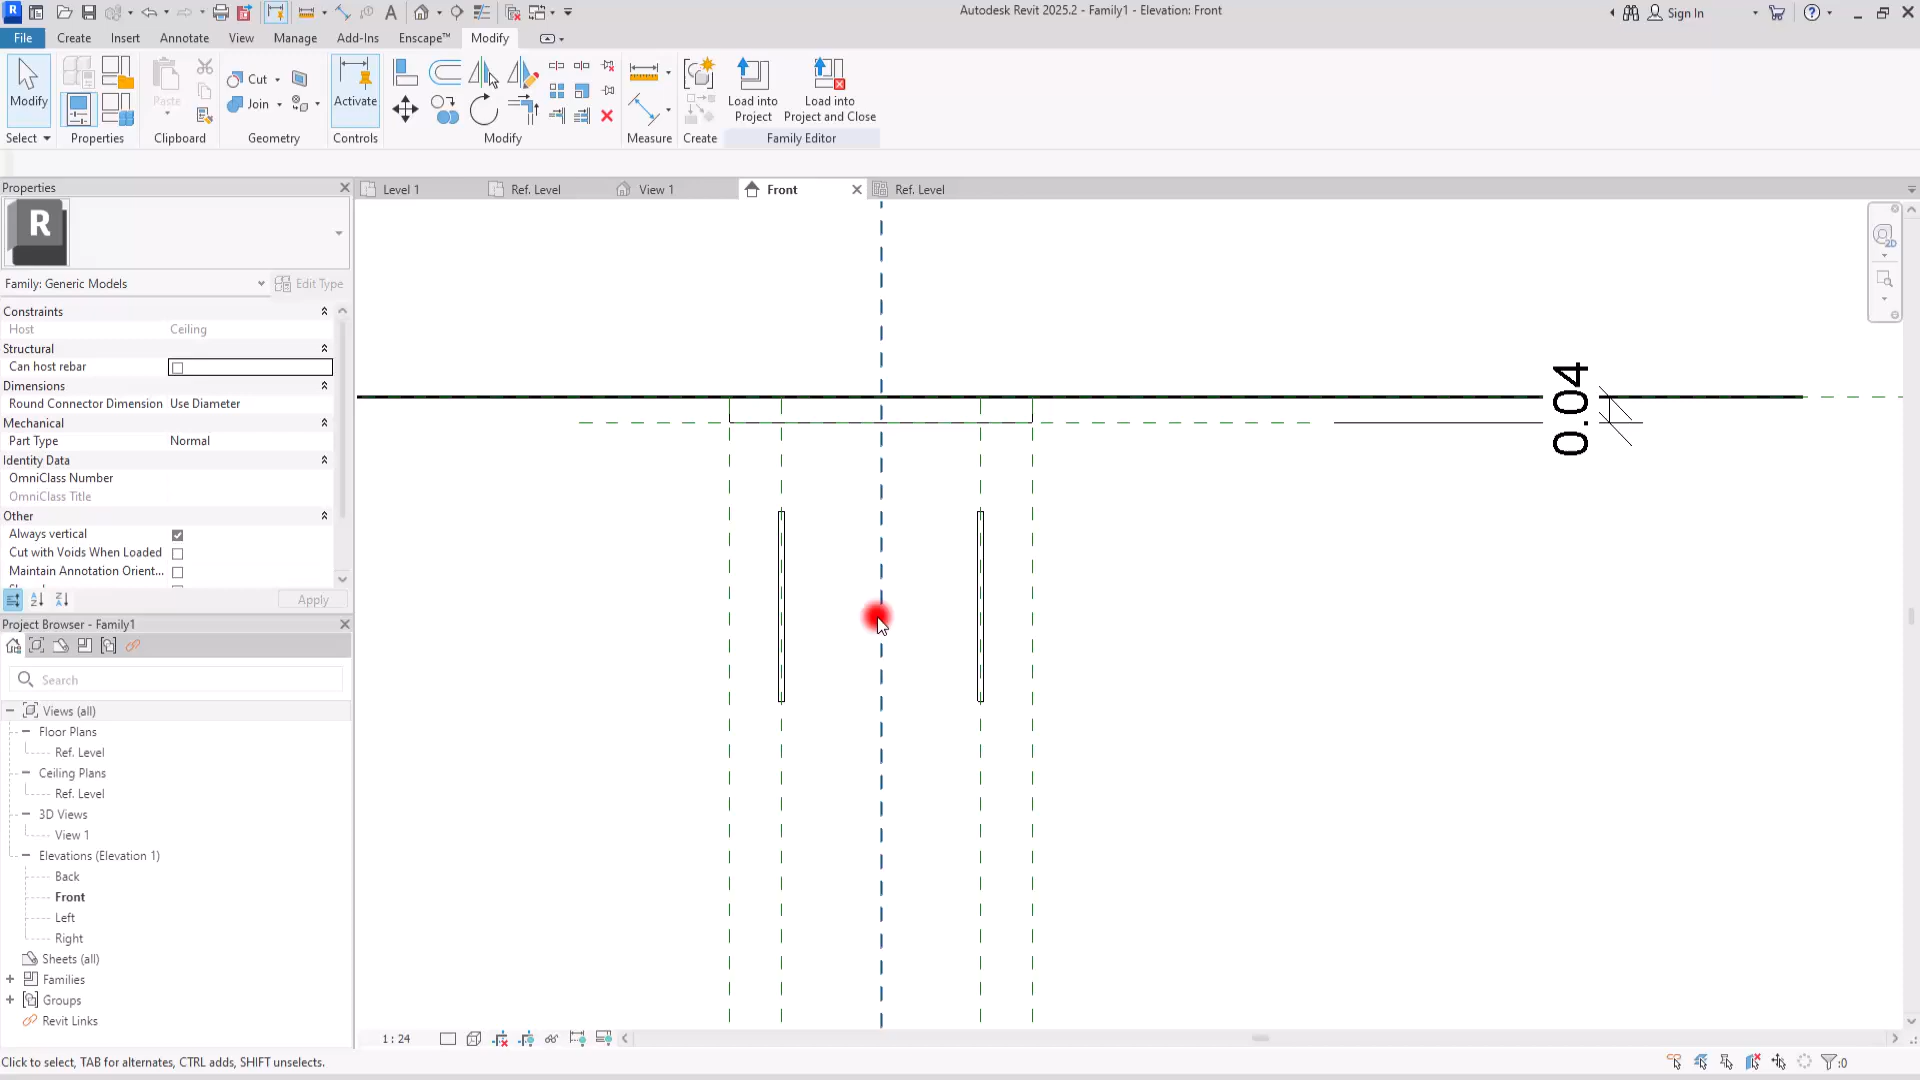 Autodesk Revit 2025.2 - Family1 - Elevation: Front
Sign In
File
Create
Insert
Annotate
View
Manage
Add-Ins
Enscape™
Modify
Modify
Paste
Cut
Join
Activate
Load into
Project
Load into
Project and Close
Select
Properties
Clipboard
Geometry
Controls
Modify
Measure
Create
Family Editor
Properties
Level 1
Ref. Level
View 1
Front
Ref. Level
R
Family: Generic Models
Edit Type
Constraints
Host
Ceiling
Structural
Can host rebar
Dimensions
Round Connector Dimension
Use Diameter
Mechanical
Part Type
Normal
Identity Data
OmniClass Number
OmniClass Title
Other
Always vertical
Cut with Voids When Loaded
Maintain Annotation Orient...
Apply
0.04
2D
Project Browser - Family1
Search
Views (all)
Floor Plans
Ref. Level
Ceiling Plans
Ref. Level
3D Views
View 1
Elevations (Elevation 1)
Back
Front
Left
Right
Sheets (all)
Families
Groups
Revit Links
1 : 24
Click to select, TAB for alternates, CTRL adds, SHIFT unselects.
:0